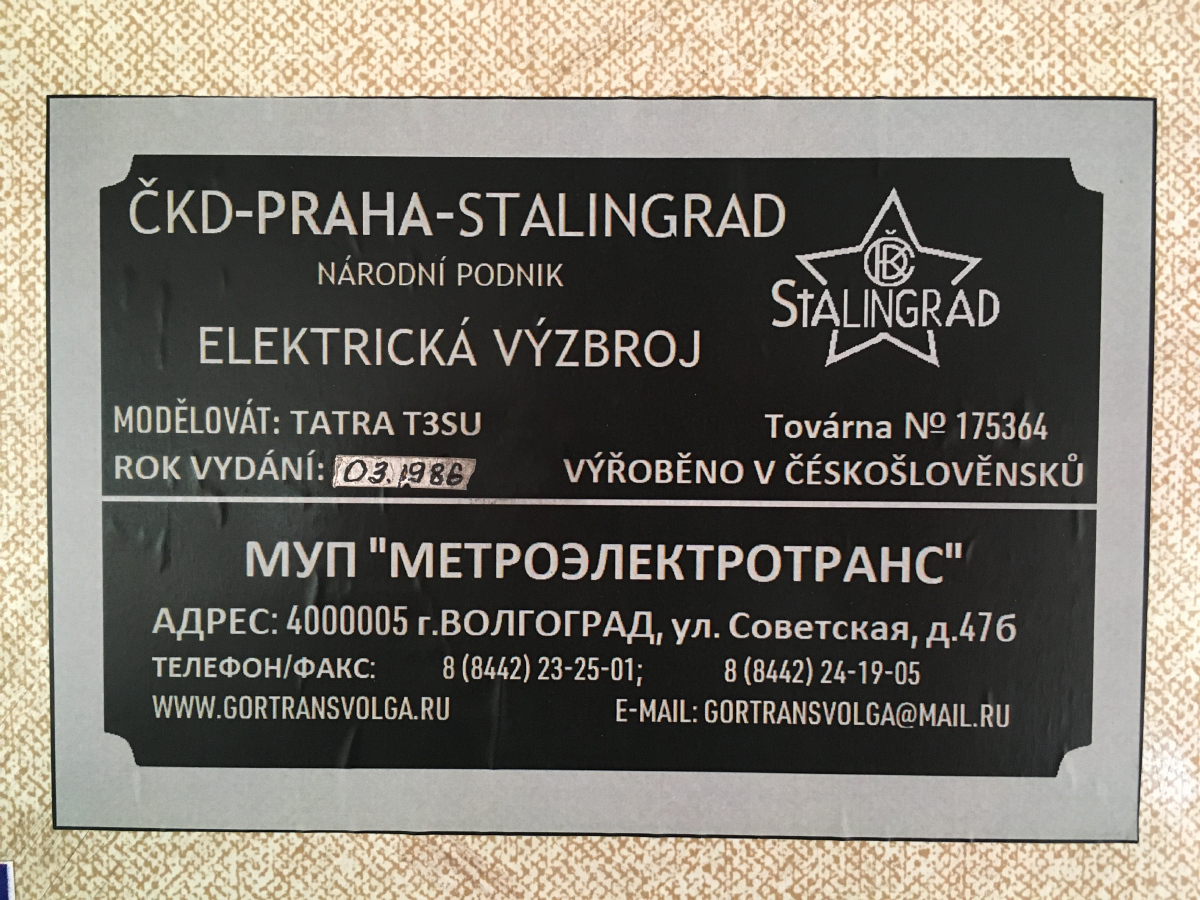 ČKD-PRAHA-STALINGRAD
NÁRODNÍ PODNIK
ČKD
STALINGRAD
ELEKTRICKÁ VÝZBROJ
MODĚLOVÁT: TATRA T3SU
Továrna № 175364
ROK VYDÁNÍ: 03.1986
VÝŘOBĚNO V ČÉSKOŠLOVĚNSKŮ
МУП "МЕТРОЭЛЕКТРОТРАНС"
АДРЕС: 4000005 г.ВОЛГОГРАД, ул. Советская, д.47б
ТЕЛЕФОН/ФАКС: 8 (8442) 23-25-01; 8 (8442) 24-19-05
WWW.GORTRANSVOLGA.RU E-MAIL: GORTRANSVOLGA@MAIL.RU